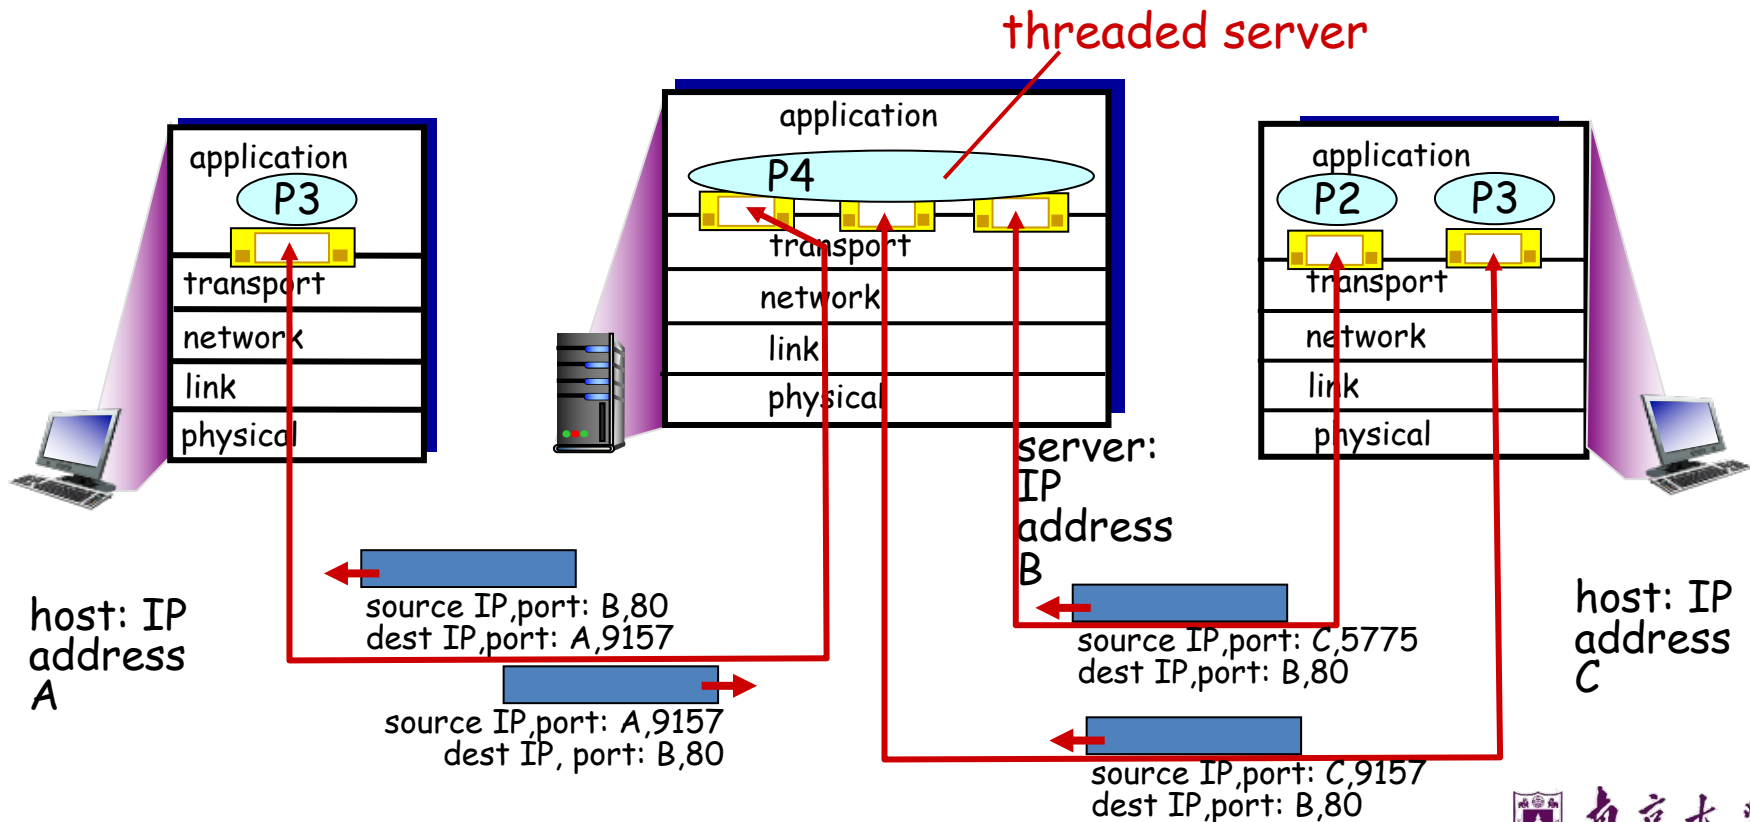 threaded server
application
P3
transport
network
link
physical
application
P4
transport
network
link
physical
application
P2
P3
transport
network
link
physical
server:
IP
address
B
host: IP
address
A
source IP,port: B,80
dest IP,port: A,9157
source IP,port: A,9157
dest IP, port: B,80
source IP,port: C,5775
dest IP,port: B,80
source IP,port: C,9157
dest IP,port: B,80
host: IP
address
C
南京大